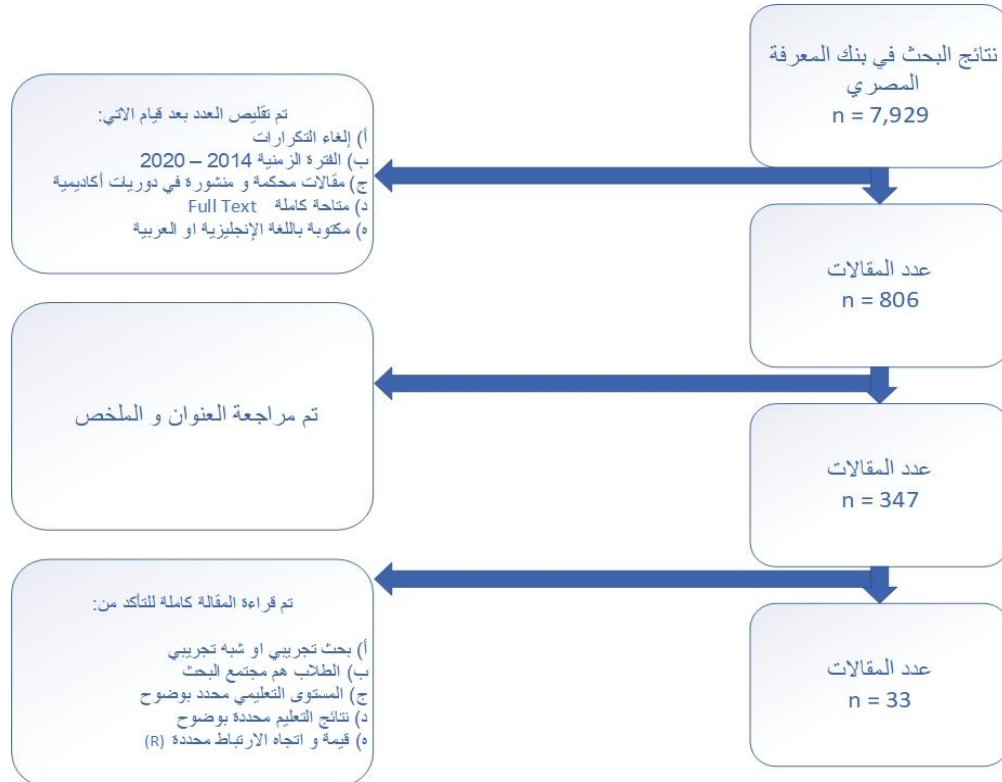 نتائج البحث في بنك المعرفة
المصري
n = 7,929
تم تقليص العدد بعد قيام الاتي:
أ) إلغاء التكرارات
ب) الفترة الزمنية 2014 – 2020
ج) مقالات محكمة و منشورة في دوريات أكاديمية
د) متاحة كاملة Full Text
ه) مكتوبة باللغة الإنجليزية او العربية
عدد المقالات
n = 806
تم مراجعة العنوان و الملخص
عدد المقالات
n = 347
تم قراءة المقالة كاملة للتأكد من:
أ) بحث تجريبي او شبه تجريبي
ب) الطلاب هم مجتمع البحث
ج) المستوى التعليمي محدد بوضوح
د) نتائج التعليم محددة بوضوح
ه) قيمة و اتجاه الارتباط محددة (R)
عدد المقالات
n = 33